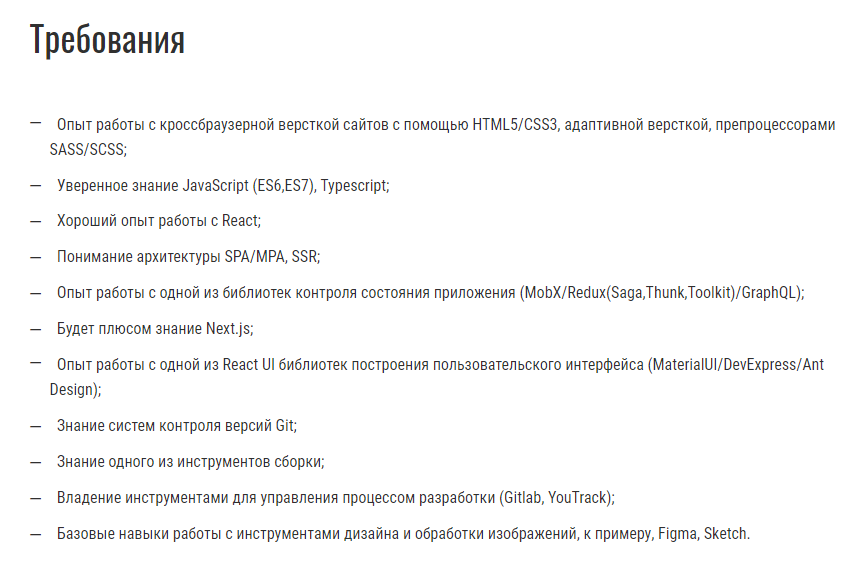 Требования
— Опыт работы с кроссбраузерной версткой сайтов с помощью HTML5/CSS3, адаптивной версткой, препроцессорами
SASS/SCSS;
— Уверенное знание JavaScript (ES6,ES7), Typescript;
— Хороший опыт работы с React;
— Понимание архитектуры SPA/MPA, SSR;
— Опыт работы с одной из библиотек контроля состояния приложения (MobX/Redux(Saga,Thunk,Toolkit)/GraphQL);
— Будет плюсом знание Next.js;
— Опыт работы с одной из React UI библиотек построения пользовательского интерфейса (MaterialUI/DevExpress/Ant
Design);
— Знание систем контроля версий Git;
— Знание одного из инструментов сборки;
— Владение инструментами для управления процессом разработки (Gitlab, YouTrack);
— Базовые навыки работы с инструментами дизайна и обработки изображений, к примеру, Figma, Sketch.